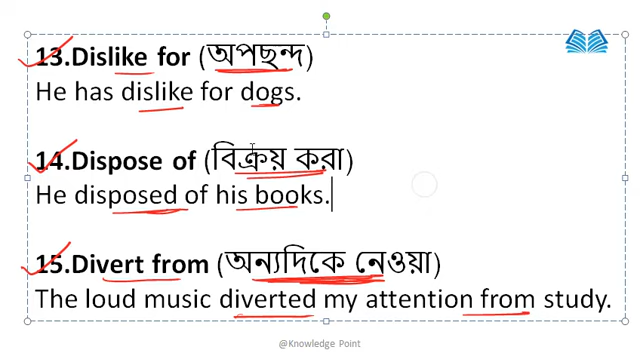 13.Dislike for (অপছন্দ)
He has dislike for dogs.
14.Dispose of (বিক্রয় করা)
He disposed of his books.
15.Divert from (অন্যদিকে নেওয়া)
The loud music diverted my attention from study.
@Knowledge Point